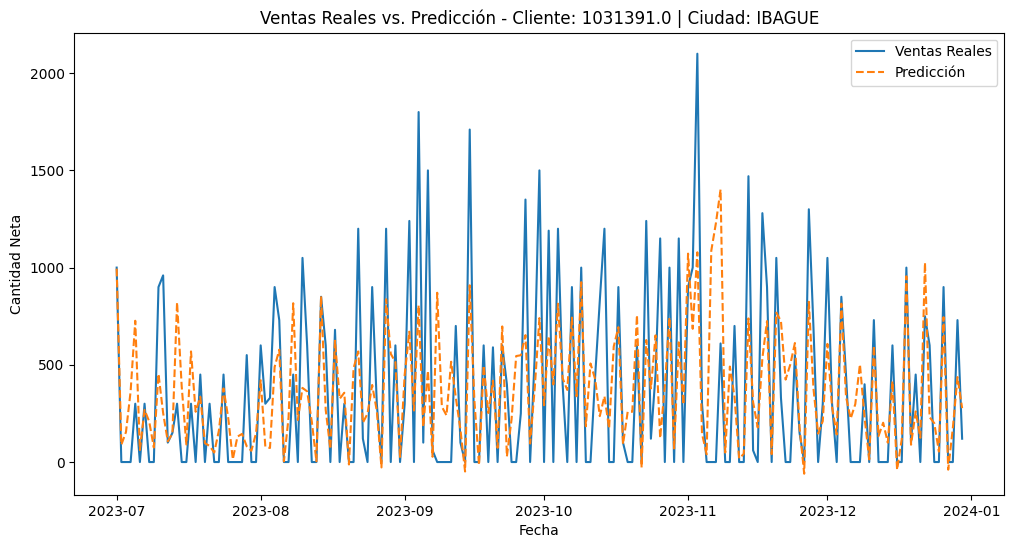 Ventas Reales vs. Predicción - Cliente: 1031391.0 | Ciudad: IBAGUE
Ventas Reales
Predicción
2000
1500
1000
500
0
Cantidad Neta
2023-07
2023-08
2023-09
2023-10
2023-11
2023-12
2024-01
Fecha